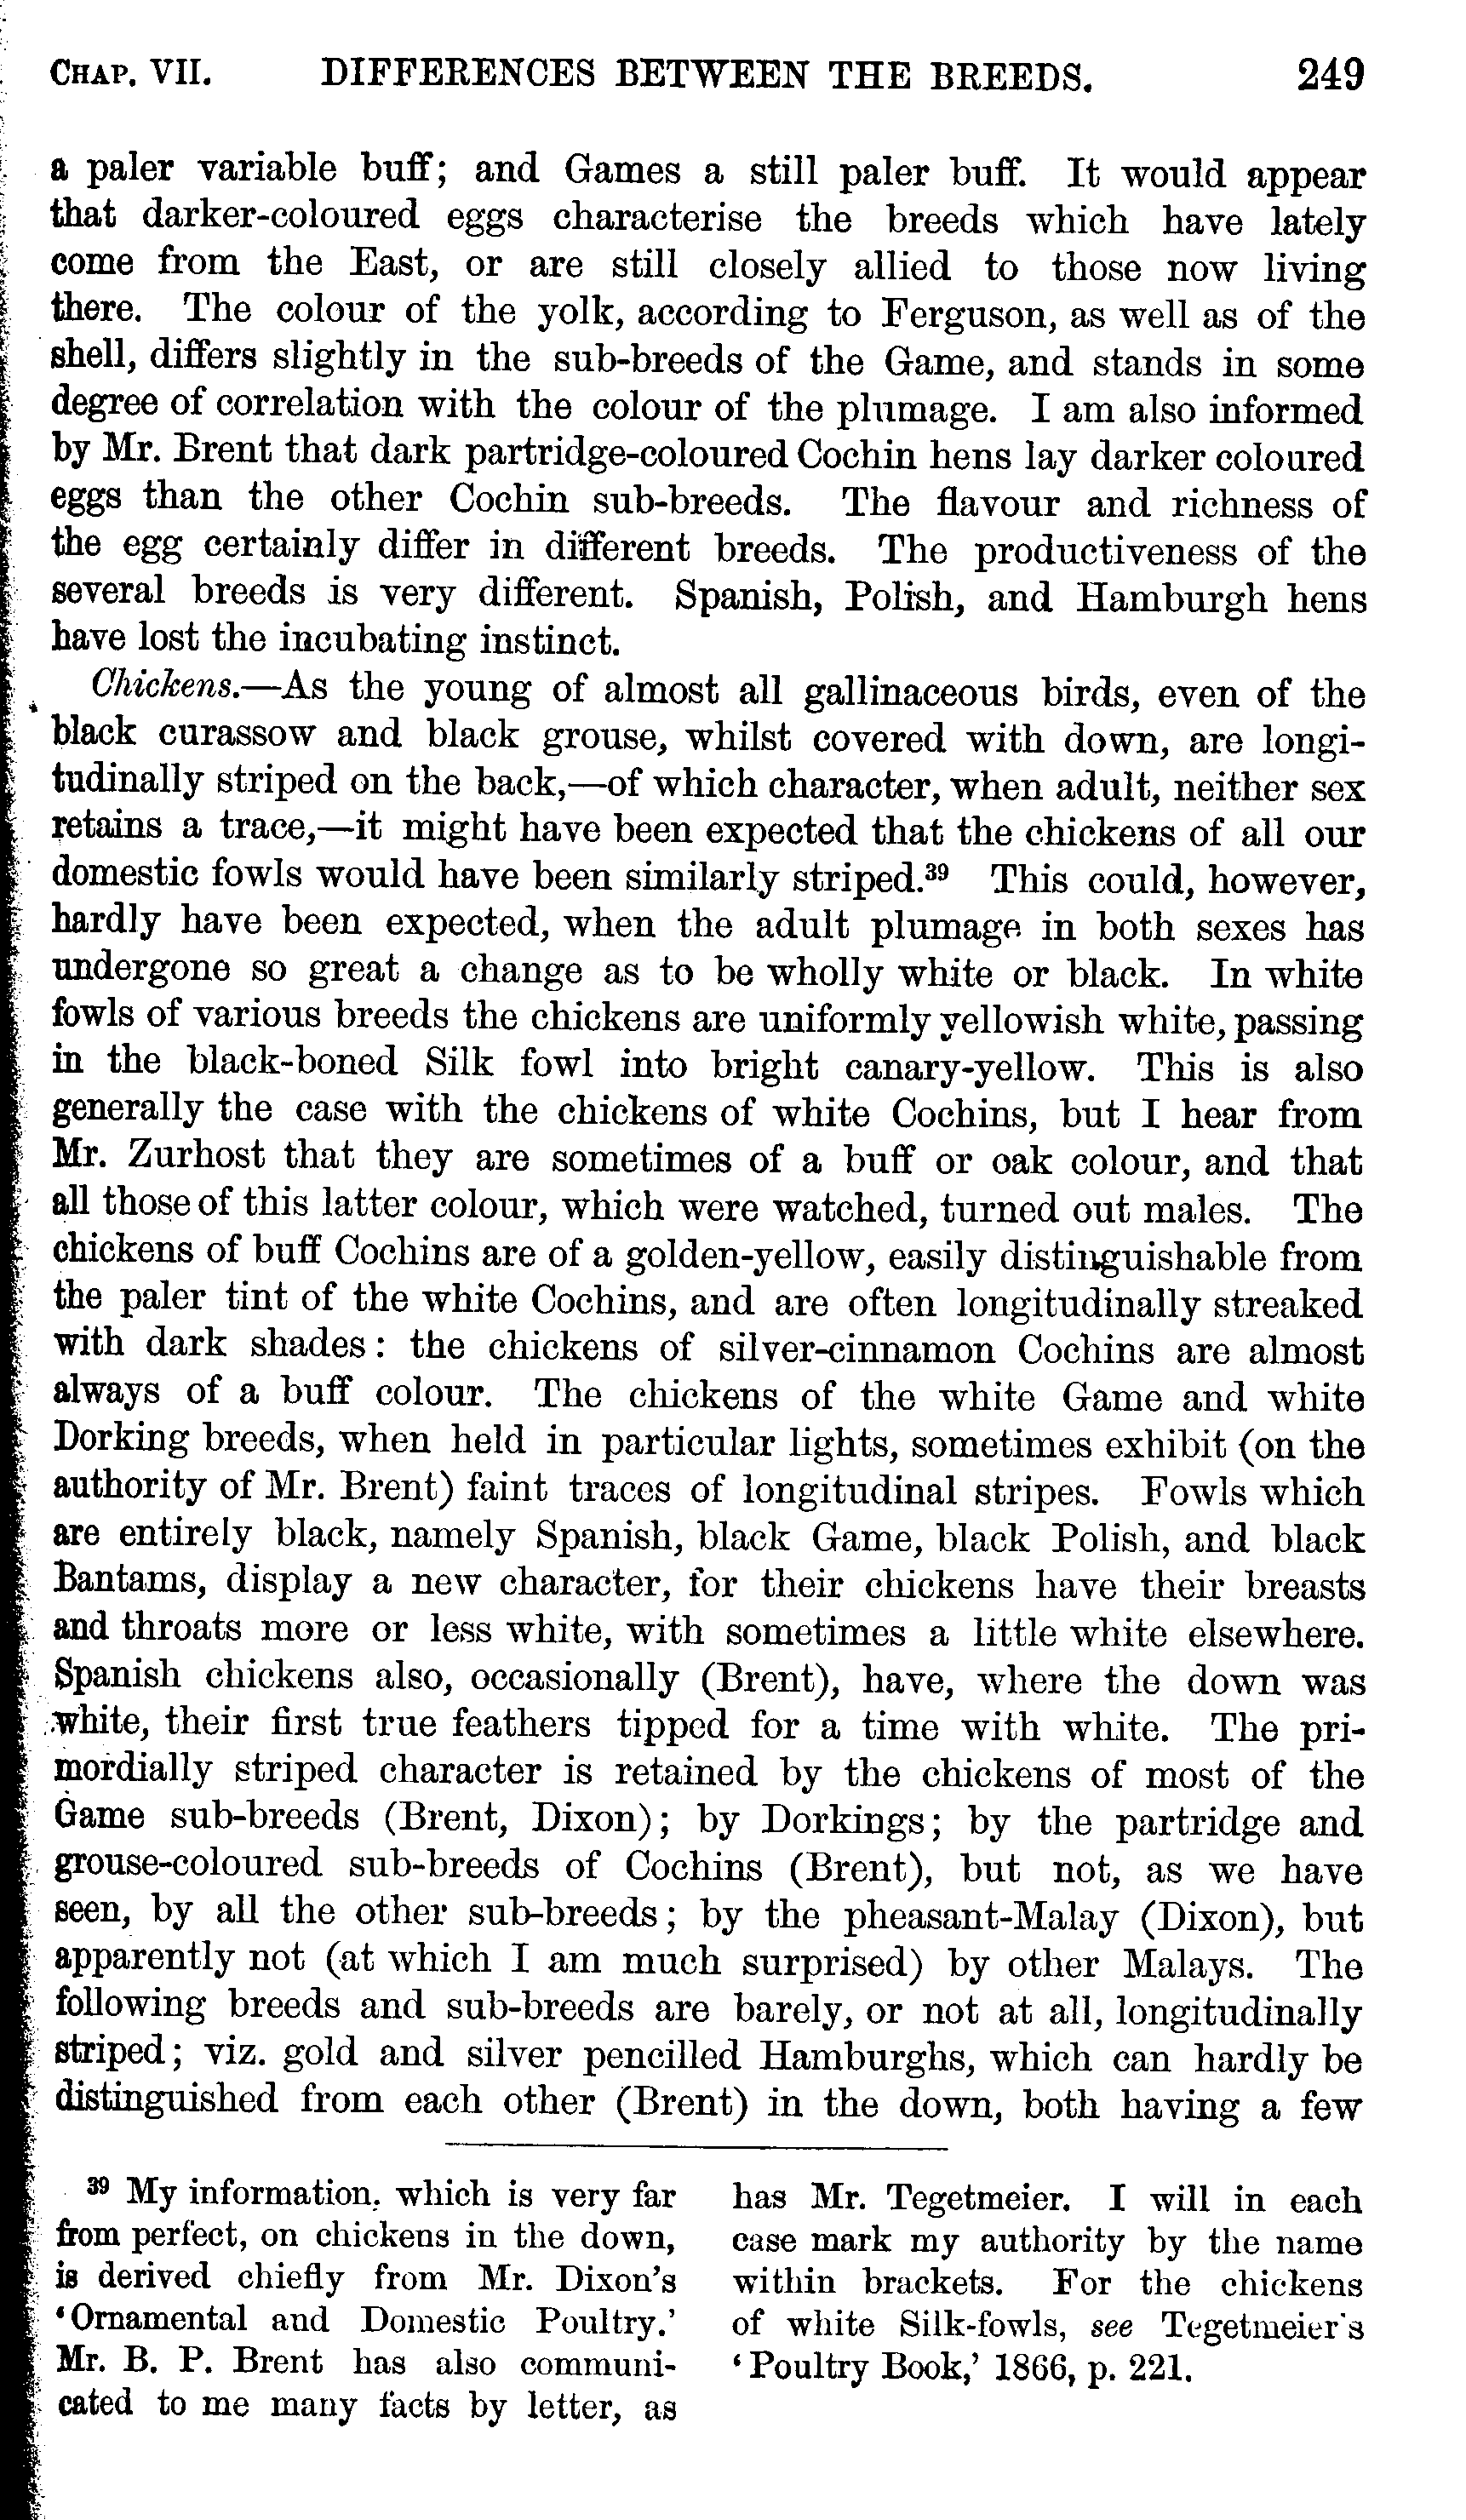 CHAP. VII. DIFFERENCES BETWEEN THE BREEDS. 249
a paler variable buff; and Games a still paler buff. It would appear
that darker-coloured eggs characterise the breeds which have lately
come from the East, or are still closely allied to those now living
there. The colour of the yolk, according to Ferguson, as well as of the
shell, differs slightly in the sub-breeds of the Game, and stands in some
degree of correlation with the colour of the plumage. I am also informed
by Mr. Brent that dark partridge-coloured Cochin hens lay darker coloured
eggs than the other Cochin sub-breeds. The flavour and richness of
the egg certainly differ in different breeds. The productiveness of the
several breeds is very different. Spanish, Polish, and Hamburgh hens
have lost the incubating instinct.
Chickens.—As the young of almost all gallinaceous birds, even of the
black curassow and black grouse, whilst covered with down, are longi-
tudinally striped on the back,—of which character, when adult, neither sex
retains a trace,—it might have been expected that the chickens of all our
domestic fowls would have been similarly striped.³⁹ This could, however,
hardly have been expected, when the adult plumage in both sexes has
undergone so great a change as to be wholly white or black. In white
fowls of various breeds the chickens are uniformly yellowish white, passing
in the black-boned Silk fowl into bright canary-yellow. This is also
generally the case with the chickens of white Cochins, but I hear from
Mr. Zurhost that they are sometimes of a buff or oak colour, and that
all those of this latter colour, which were watched, turned out males. The
chickens of buff Cochins are of a golden-yellow, easily distinguishable from
the paler tint of the white Cochins, and are often longitudinally streaked
with dark shades: the chickens of silver-cinnamon Cochins are almost
always of a buff colour. The chickens of the white Game and white
Dorking breeds, when held in particular lights, sometimes exhibit (on the
authority of Mr. Brent) faint traces of longitudinal stripes. Fowls which
are entirely black, namely Spanish, black Game, black Polish, and black
Bantams, display a new character, for their chickens have their breasts
and throats more or less white, with sometimes a little white elsewhere.
Spanish chickens also, occasionally (Brent), have, where the down was
white, their first true feathers tipped for a time with white. The pri-
mordially striped character is retained by the chickens of most of the
Game sub-breeds (Brent, Dixon); by Dorkings; by the partridge and
grouse-coloured sub-breeds of Cochins (Brent), but not, as we have
seen, by all the other sub-breeds; by the pheasant-Malay (Dixon), but
apparently not (at which I am much surprised) by other Malays. The
following breeds and sub-breeds are barely, or not at all, longitudinally
striped; viz. gold and silver pencilled Hamburghs, which can hardly be
distinguished from each other (Brent) in the down, both having a few
³⁹ My information, which is very far
from perfect, on chickens in the down,
is derived chiefly from Mr. Dixon's
'Ornamental and Domestic Poultry.'
Mr. B. P. Brent has also communi-
cated to me many facts by letter, as
has Mr. Tegetmeier. I will in each
case mark my authority by the name
within brackets. For the chickens
of white Silk-fowls, see Tegetmeier's
'Poultry Book,' 1866, p. 221.